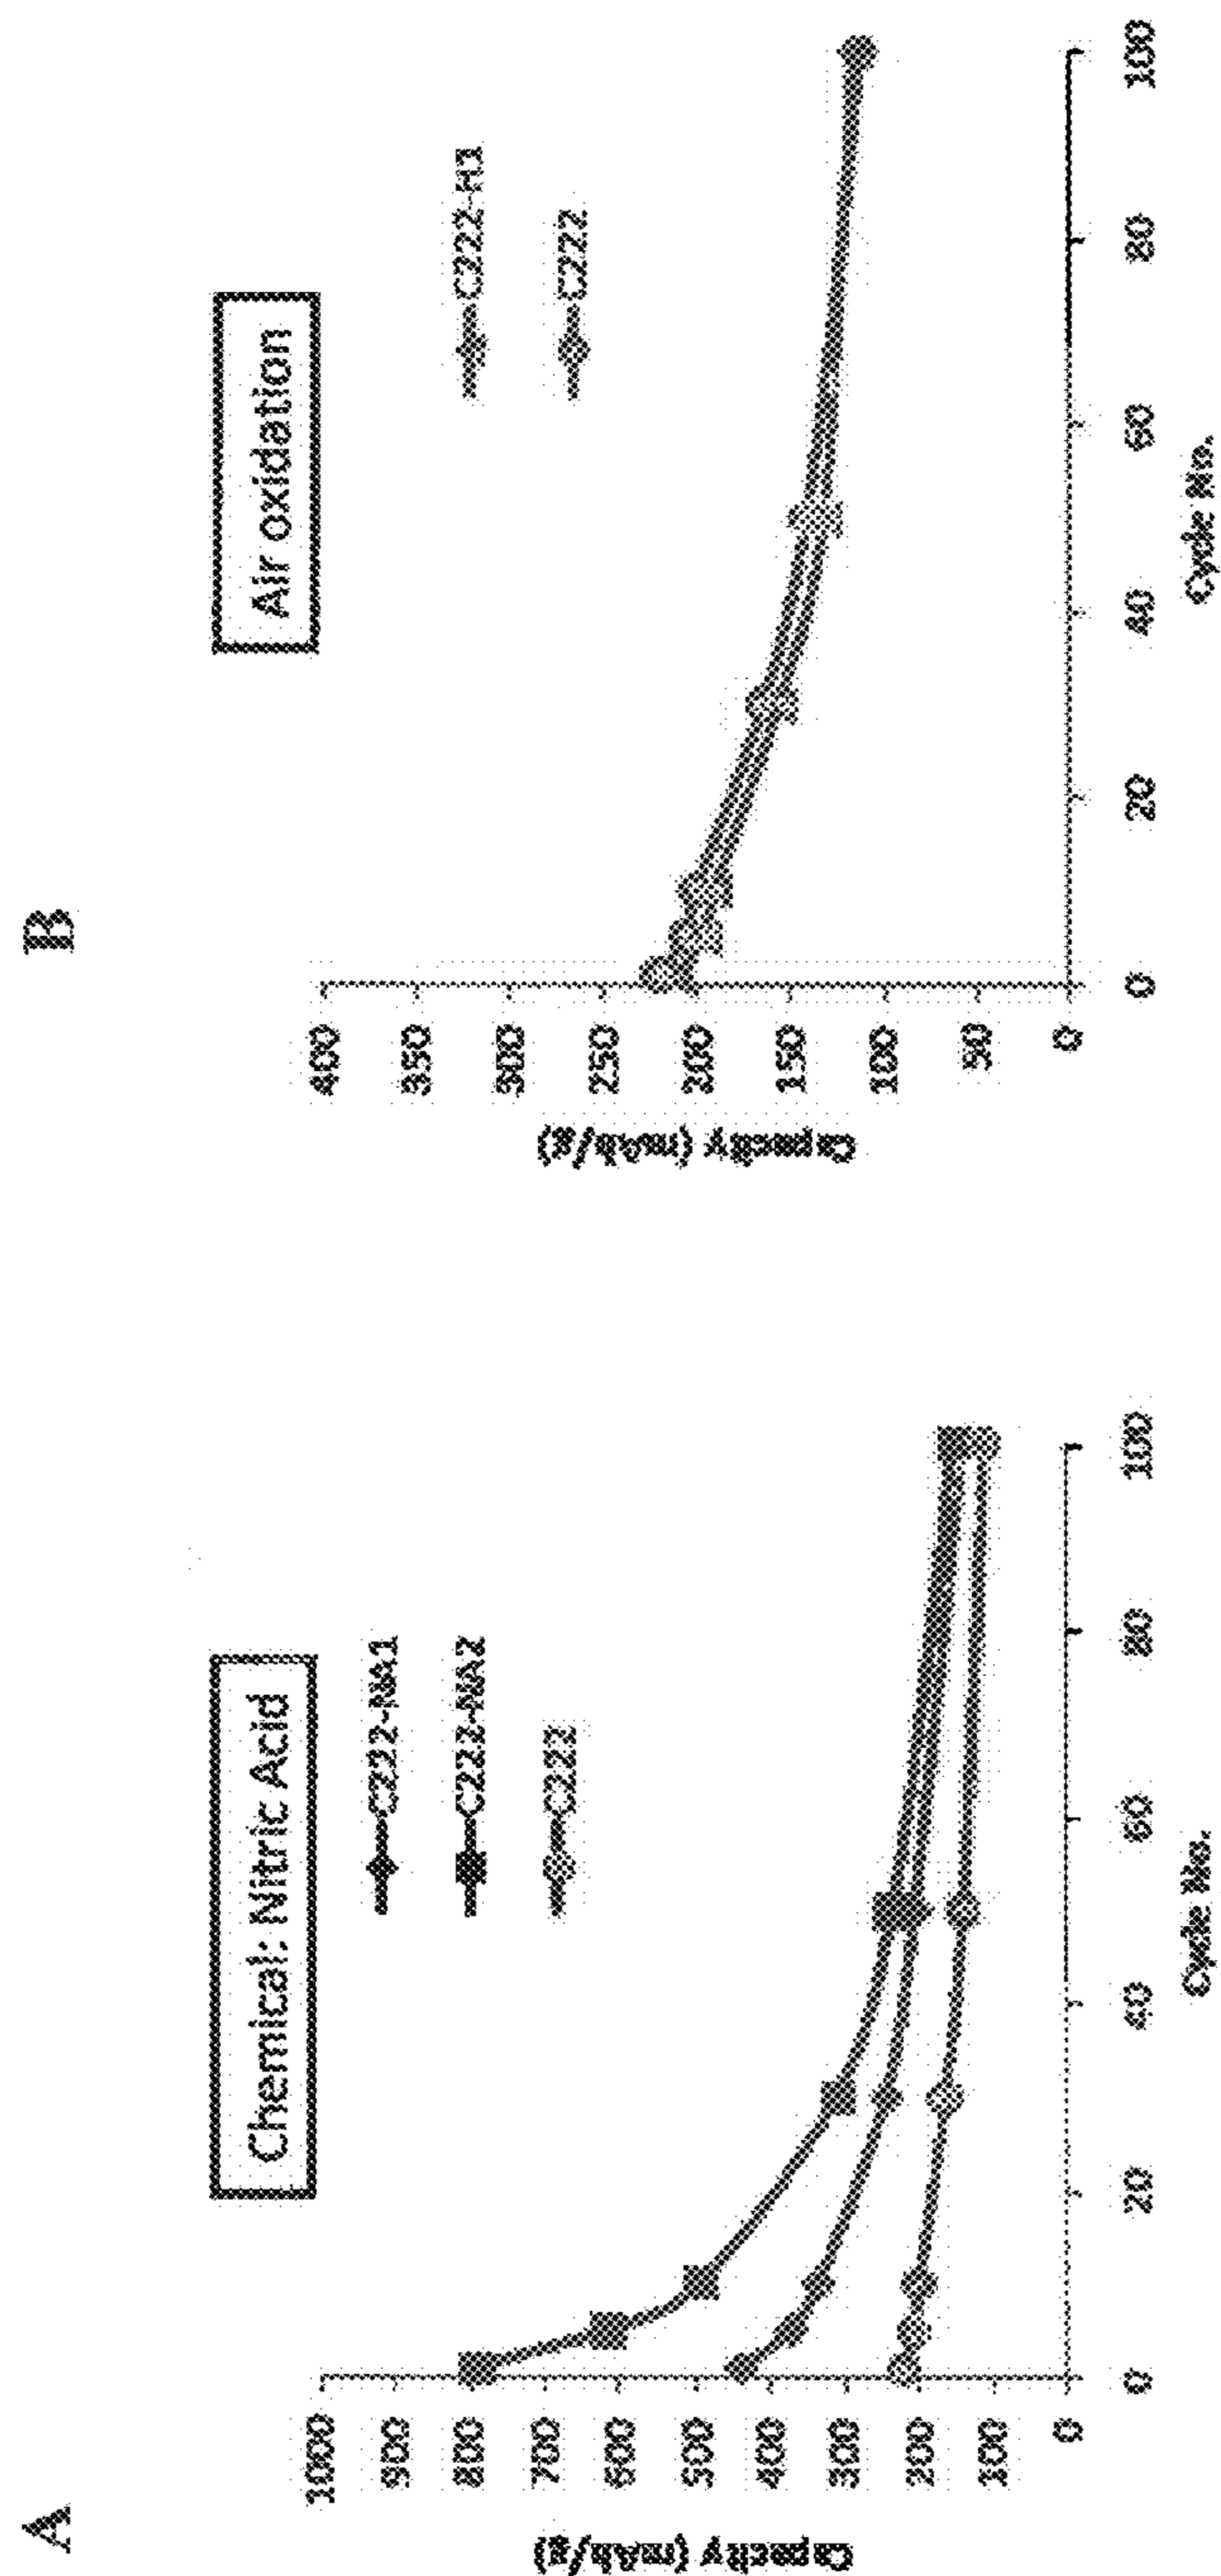 A
Chemical: Nitric Acid
C222-NA1
C222-NA2
C222
Capacity (mAh/g)
1000
900
800
700
600
500
400
300
200
100
0
0 20 40 60 80 100
Cycle No.
B
Air oxidation
C222-H1
C222
Capacity (mAh/g)
400
350
300
250
200
150
100
50
0
0 20 40 60 80 100
Cycle No.